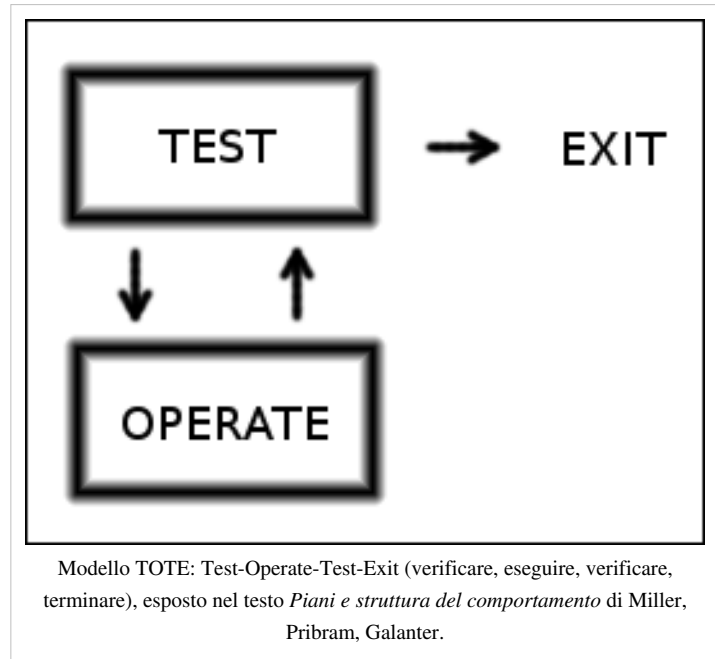 TEST
EXIT
OPERATE
Modello TOTE: Test-Operate-Test-Exit (verificare, eseguire, verificare,
terminare), esposto nel testo Piani e struttura del comportamento di Miller,
Pribram, Galanter.